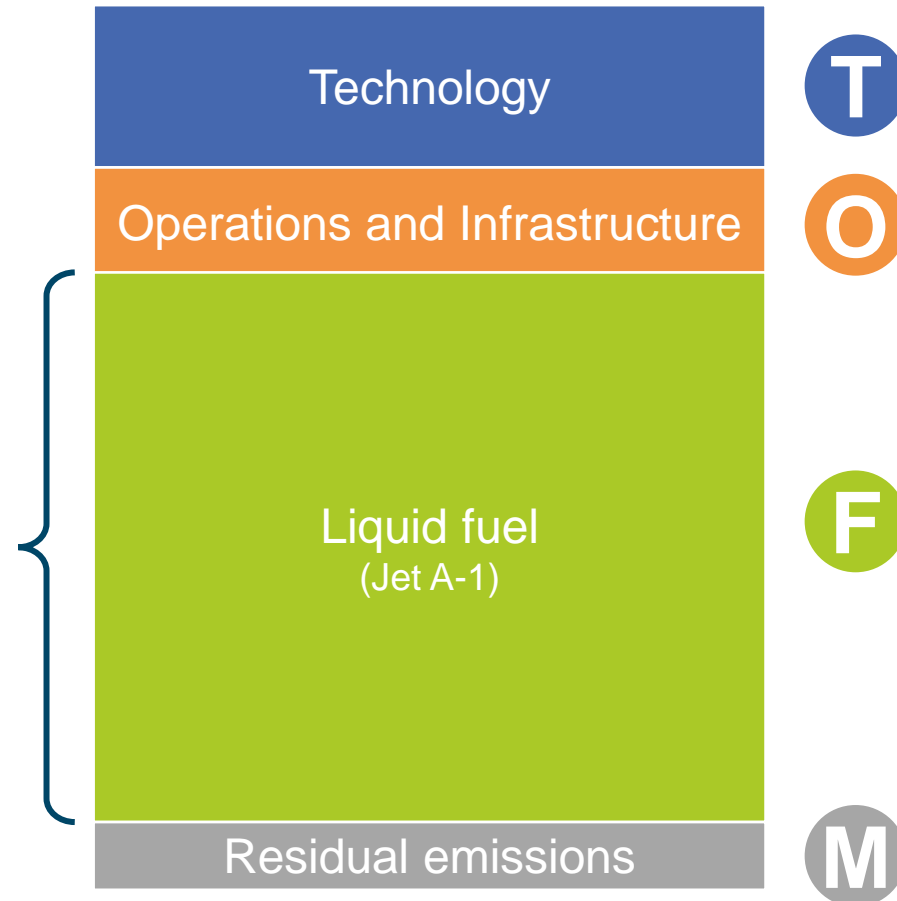 Technology
T
Operations and Infrastructure
O
Liquid fuel
(Jet A-1)
F
Residual emissions
M